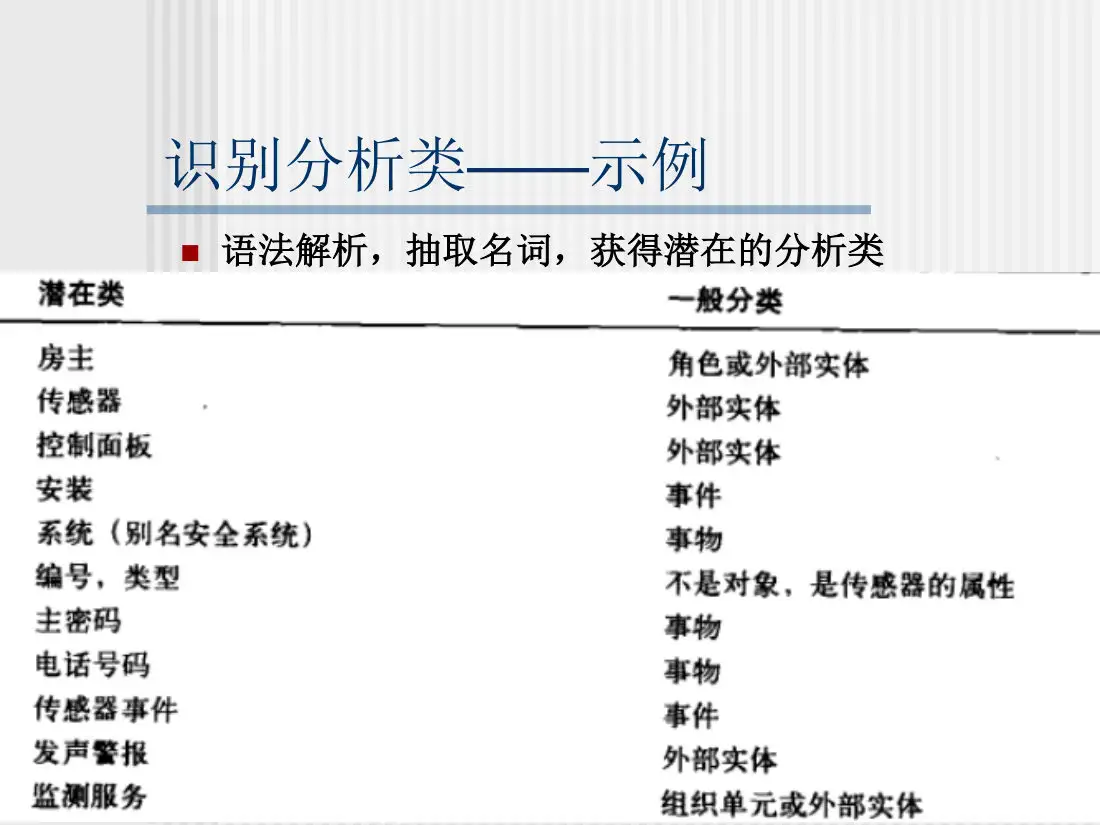 识别分析类——示例
语法解析，抽取名词，获得潜在的分析类
潜在类 一般分类
房主 角色或外部实体
传感器 外部实体
控制面板 外部实体
安装 事件
系统（别名安全系统） 事物
编号，类型 不是对象，是传感器的属性
主密码 事物
电话号码 事物
传感器事件 事件
发声警报 外部实体
监测服务 组织单元或外部实体